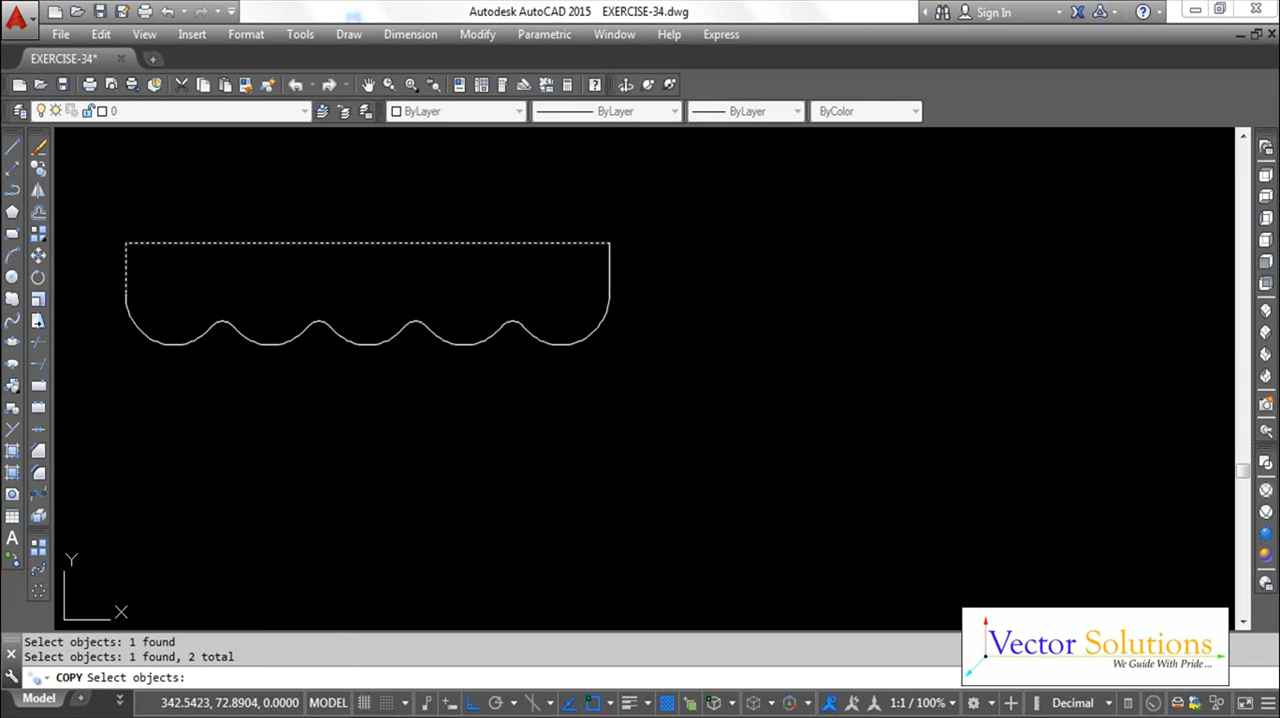 Autodesk AutoCAD 2015 EXERCISE-34.dwg
Sign In
File Edit View Insert Format Tools Draw Dimension Modify Parametric Window Help Express
EXERCISE-34*
0 ByLayer ByLayer ByLayer ByColor
A
Y
X
Select objects: 1 found
Select objects: 1 found, 2 total
COPY Select objects:
Vector Solutions
We Guide With Pride...
Model 342.5423, 72.8904, 0.0000 MODEL 1:1 / 100% Decimal